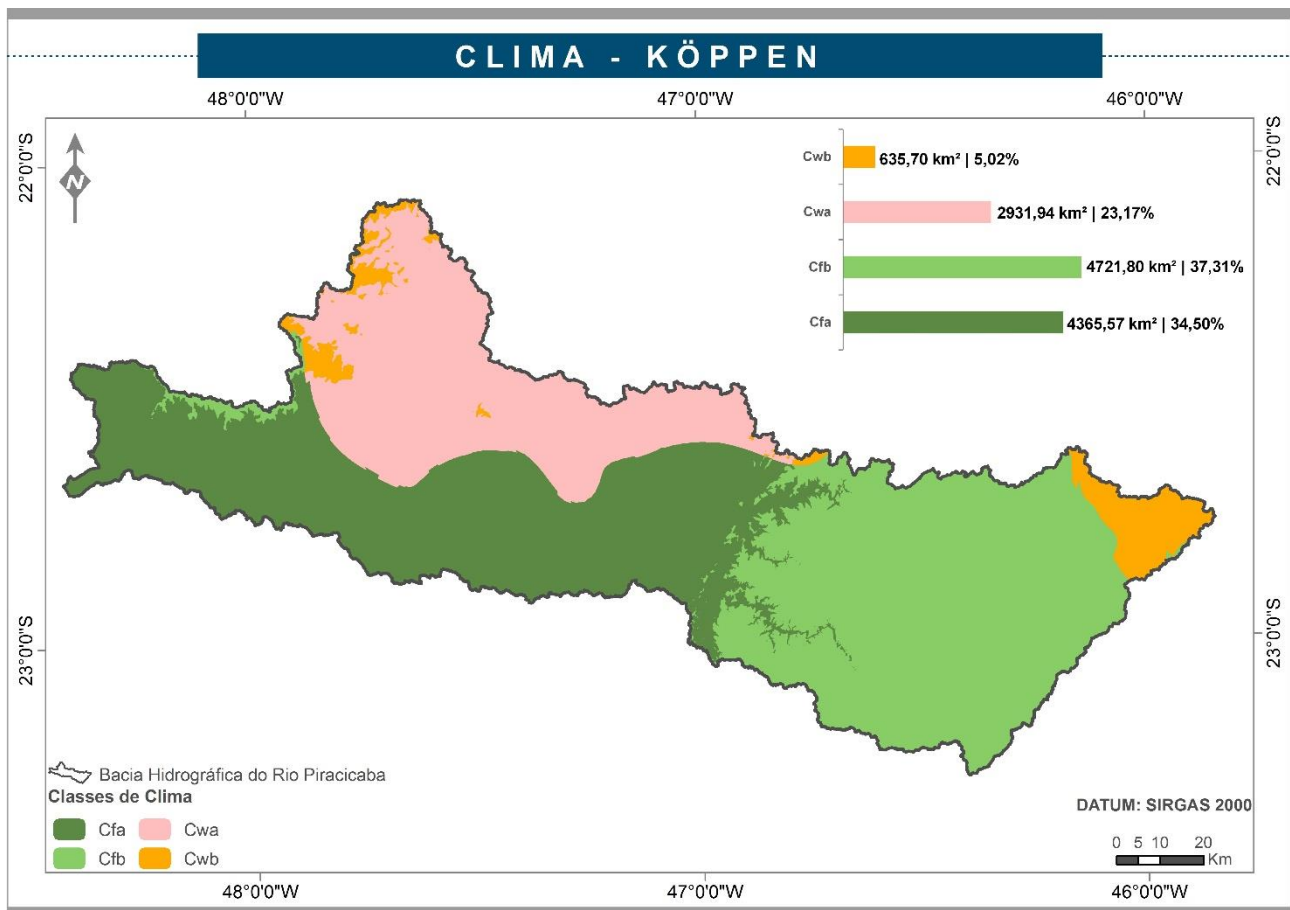 CLIMA - KÖPPEN
48°0'0"W 47°0'0"W 46°0'0"W
22°0'0"S
22°0'0"S
N
Cwb 635,70 km² | 5,02%
Cwa 2931,94 km² | 23,17%
Cfb 4721,80 km² | 37,31%
Cfa 4365,57 km² | 34,50%
23°0'0"S
23°0'0"S
Bacia Hidrográfica do Rio Piracicaba
Classes de Clima
Cfa Cwa
Cfb Cwb
DATUM: SIRGAS 2000
0 5 10 20
Km
48°0'0"W 47°0'0"W 46°0'0"W